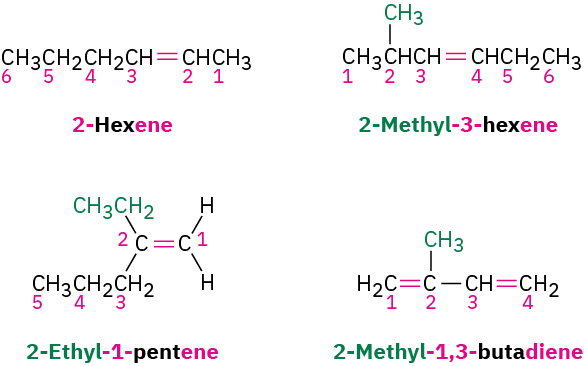 CH₃CH₂CH₂CH=CHCH₃
6 5 4 3 2 1
2-Hexene
CH₃
CH₃CHCH=CHCH₂CH₃
1 2 3 4 5 6
2-Methyl-3-hexene
CH₃CH₂ H
2 C=C 1
CH₃CH₂CH₂ H
5 4 3
2-Ethyl-1-pentene
CH₃
H₂C=C—CH=CH₂
1 2 3 4
2-Methyl-1,3-butadiene